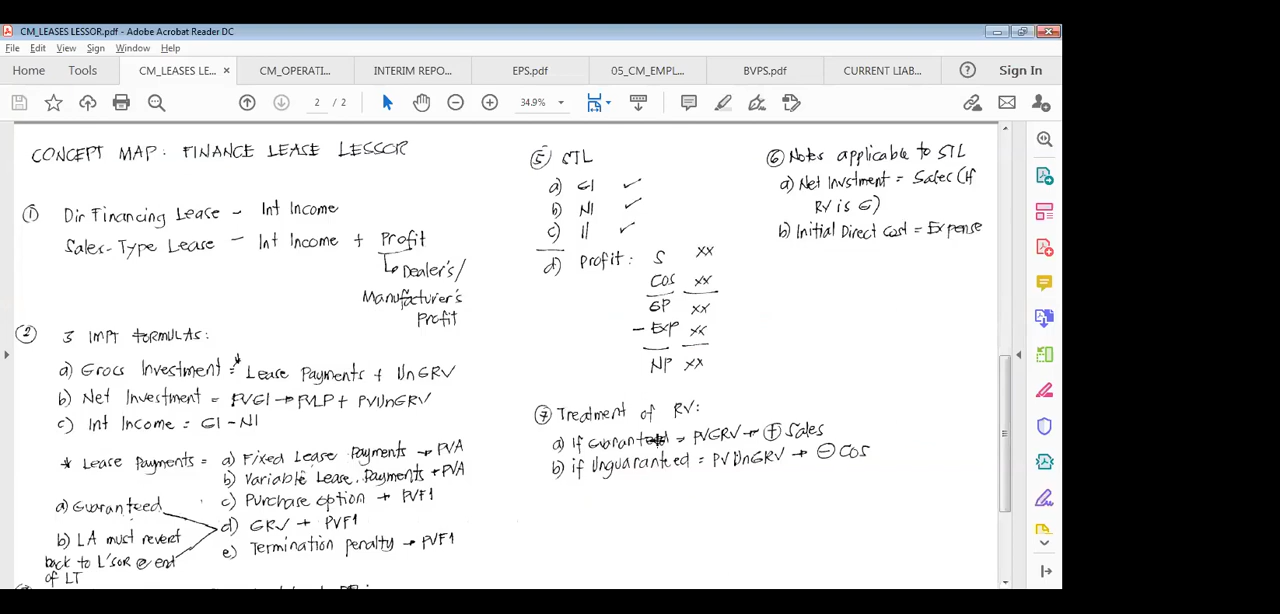 CM_LEASES LESSOR.pdf - Adobe Acrobat Reader DC
File Edit View Sign Window Help
Home Tools CM_LEASES LE... × CM_OPERATI... INTERIM REPO... EPS.pdf 05_CM_EMPL... BVPS.pdf CURRENT LIAB... Sign In
2 / 2 34.9%
CONCEPT MAP: FINANCE LEASE LESSOR
① Dir Financing Lease - Int Income
Sales-Type Lease - Int Income + Profit
↳ Dealer's/
Manufacturer's
Profit
② 3 IMPT FORMULAS:
a) Gross Investment = * Lease Payments + UnGRV
b) Net Investment = PVGI → PVLP + PVUnGRV
c) Int Income = GI - NI
* Lease Payments = a) Fixed Lease Payments → PVA
b) Variable Lease Payments → PVA
c) Purchase option → PVF1
d) GRV → PVF1
e) Termination penalty → PVF1
a) Guaranteed
b) LA must revert
back to L'SOR @ end
of LT
⑤ STL
a) GI ✓
b) NI ✓
c) II ✓
d) Profit: S xx
COS xx
GP xx
- EXP xx
NP xx
⑦ Treatment of RV:
a) if Guaranteed = PVGRV → ⊕ Sales
b) if Unguaranteed = PVUnGRV → ⊖ COS
⑥ Notes applicable to STL
a) Net Invstment = Sales (If
RV is G)
b) Initial Direct Cost = Expense